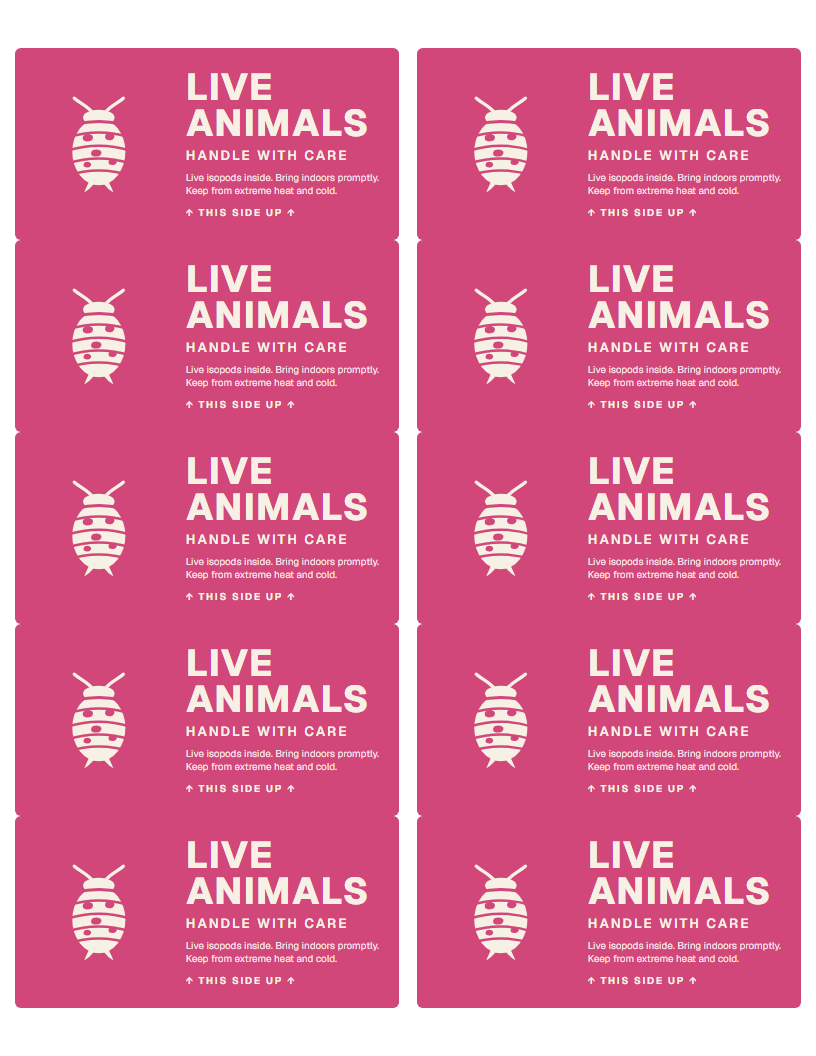 LIVE
ANIMALS
HANDLE WITH CARE
Live isopods inside. Bring indoors promptly.
Keep from extreme heat and cold.
↑ THIS SIDE UP ↑
LIVE
ANIMALS
HANDLE WITH CARE
Live isopods inside. Bring indoors promptly.
Keep from extreme heat and cold.
↑ THIS SIDE UP ↑
LIVE
ANIMALS
HANDLE WITH CARE
Live isopods inside. Bring indoors promptly.
Keep from extreme heat and cold.
↑ THIS SIDE UP ↑
LIVE
ANIMALS
HANDLE WITH CARE
Live isopods inside. Bring indoors promptly.
Keep from extreme heat and cold.
↑ THIS SIDE UP ↑
LIVE
ANIMALS
HANDLE WITH CARE
Live isopods inside. Bring indoors promptly.
Keep from extreme heat and cold.
↑ THIS SIDE UP ↑
LIVE
ANIMALS
HANDLE WITH CARE
Live isopods inside. Bring indoors promptly.
Keep from extreme heat and cold.
↑ THIS SIDE UP ↑
LIVE
ANIMALS
HANDLE WITH CARE
Live isopods inside. Bring indoors promptly.
Keep from extreme heat and cold.
↑ THIS SIDE UP ↑
LIVE
ANIMALS
HANDLE WITH CARE
Live isopods inside. Bring indoors promptly.
Keep from extreme heat and cold.
↑ THIS SIDE UP ↑
LIVE
ANIMALS
HANDLE WITH CARE
Live isopods inside. Bring indoors promptly.
Keep from extreme heat and cold.
↑ THIS SIDE UP ↑
LIVE
ANIMALS
HANDLE WITH CARE
Live isopods inside. Bring indoors promptly.
Keep from extreme heat and cold.
↑ THIS SIDE UP ↑